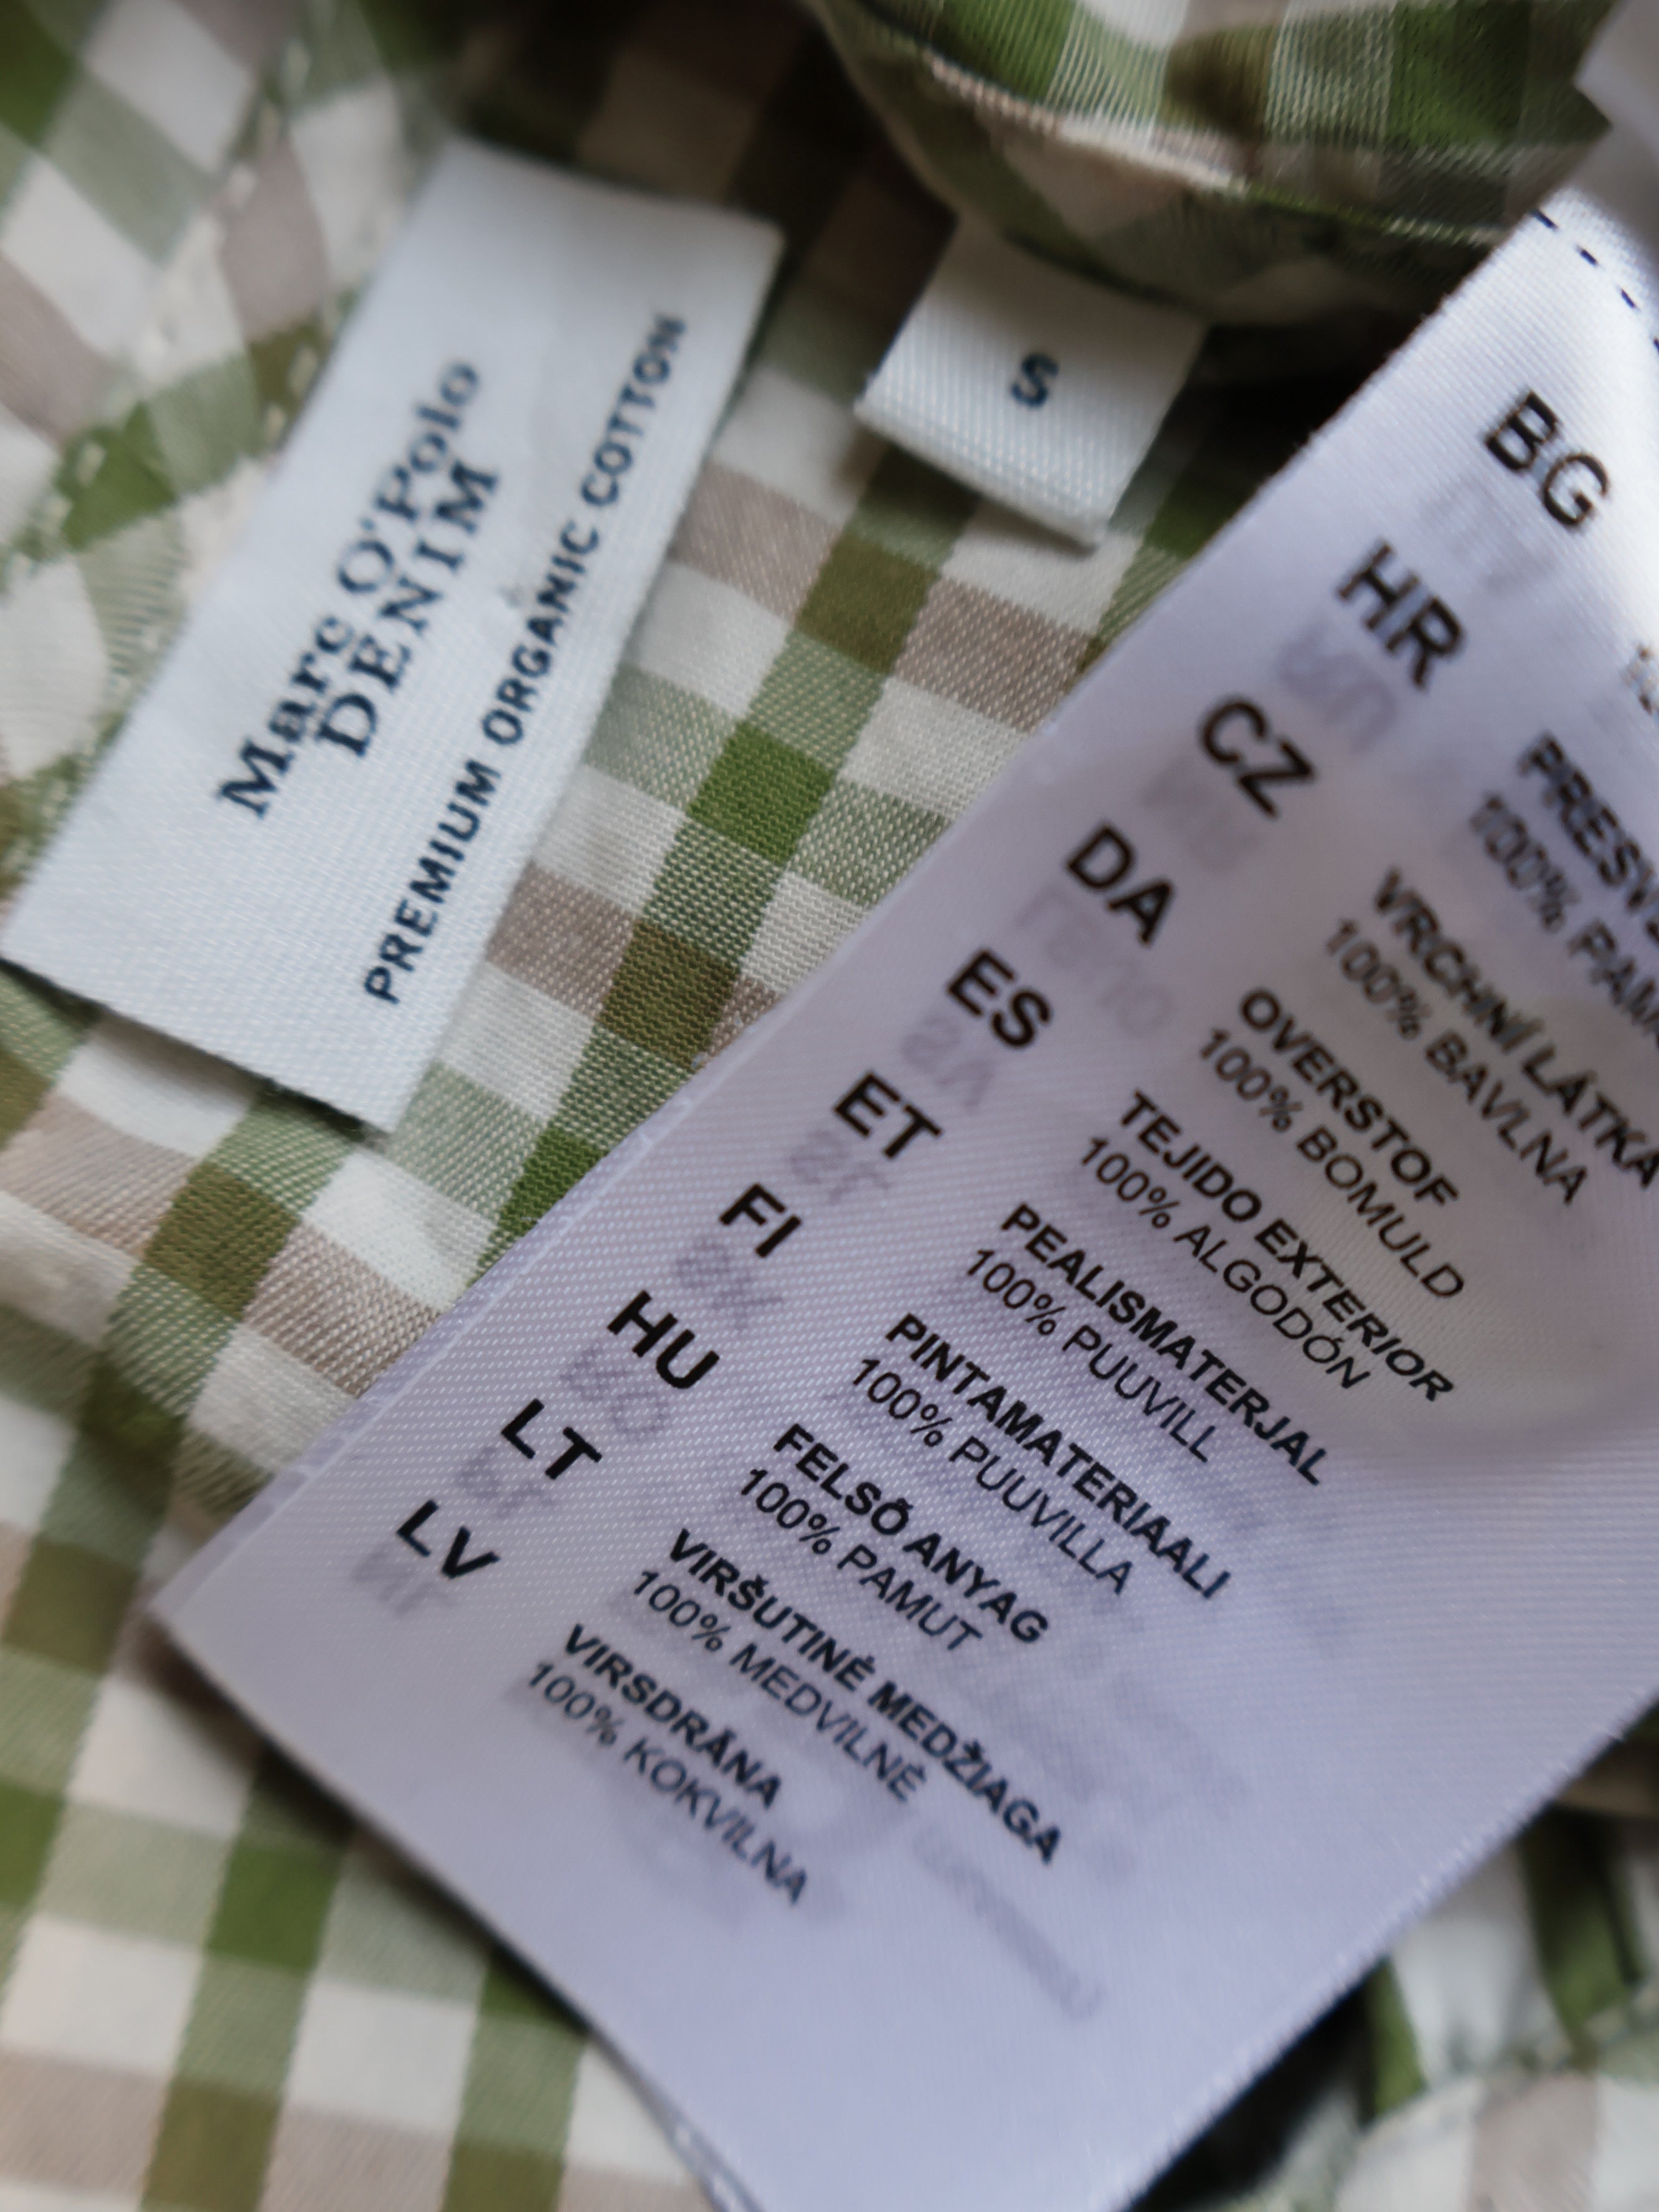 Marc O'Polo
DENIM
PREMIUM ORGANIC COTTON
S
BG
HR
100% PAMUK
CZ
VRCHNÍ LÁTKA
100% BAVLNA
DA
OVERSTOF
100% BOMULD
ES
TEJIDO EXTERIOR
100% ALGODÓN
ET
PEALISMATERJAL
100% PUUVILL
FI
PINTAMATERIAALI
100% PUUVILLA
HU
FELSŐ ANYAG
100% PAMUT
LT
VIRŠUTINĖ MEDŽIAGA
100% MEDVILNĖ
LV
VIRSDRĀNA
100% KOKVILNA